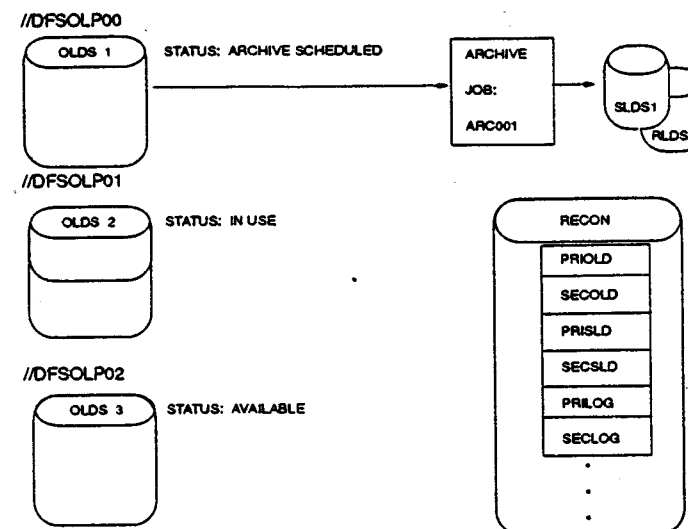 //DFSOLP00
OLDS 1
STATUS: ARCHIVE SCHEDULED
ARCHIVE
JOB:
ARC001
SLDS1
RLDS
//DFSOLP01
OLDS 2
STATUS: IN USE
RECON
PRIOLD
SECOLD
PRISLD
SECSLD
PRILOG
SECLOG
//DFSOLP02
OLDS 3
STATUS: AVAILABLE